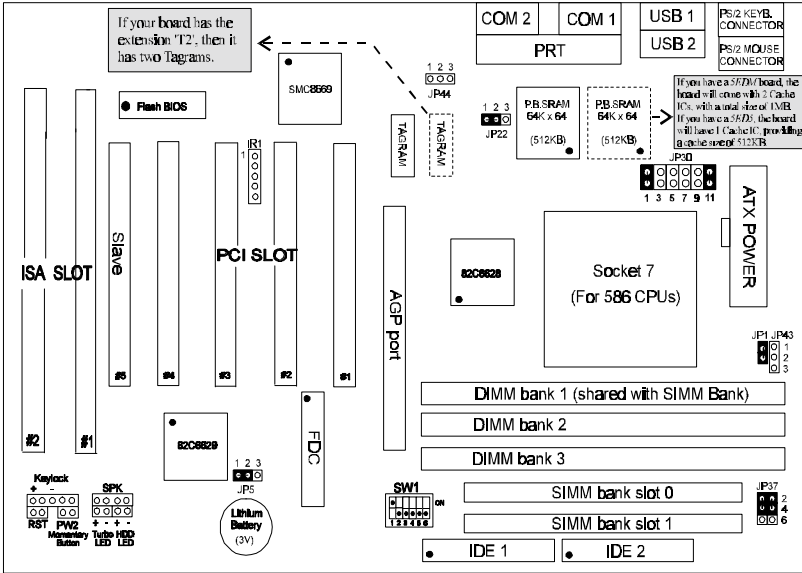 If your board has the
extension 'T2', then it
has two Tagrams.
COM 2
COM 1
PRT
USB 1
USB 2
PS/2 KEYB.
CONNECTOR
PS/2 MOUSE
CONNECTOR
If you have a 5EDM board, the
board will come with 2 Cache
ICs, with a total size of 1MB.
If you have a 5ED5, the board
will have 1 Cache IC, providing
a cache size of 512KB.
SMC8669
Flash BIOS
1 2 3
JP44
1 2 3
JP22
TAGRAM
TAGRAM
P.B.SRAM
64K x 64
(512KB)
P.B.SRAM
64K x 64
(512KB)
IR1
1
JP30
1 3 5 7 9 11
ATX POWER
ISA SLOT
Slave
PCI SLOT
AGP port
82C8628
Socket 7
(For 586 CPUs)
JP1
JP43
1
2
3
#2
#1
#5
#4
#3
#2
#1
82C6629
FDC
DIMM bank 1 (shared with SIMM Bank)
DIMM bank 2
DIMM bank 3
SIMM bank slot 0
SIMM bank slot 1
IDE 1
IDE 2
Keylock
+ -
RST
PW2
Momentary
Button
SPK
+ - + -
Turbo
LED
HDD
LED
1 2 3
JP5
Lithium
Battery
(3V)
SW1
ON
1 2 3 4 5 6
JP37
2
4
6